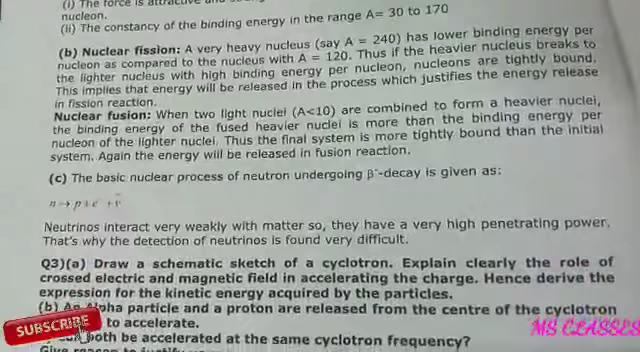 (i) The force is attractive and
nucleon.
(ii) The constancy of the binding energy in the range A= 30 to 170
(b) Nuclear fission: A very heavy nucleus (say A = 240) has lower binding energy per
nucleon as compared to the nucleus with A = 120. Thus if the heavier nucleus breaks to
the lighter nucleus with high binding energy per nucleon, nucleons are tightly bound.
This implies that energy will be released in the process which justifies the energy release
in fission reaction.
Nuclear fusion: When two light nuclei (A<10) are combined to form a heavier nuclei,
the binding energy of the fused heavier nuclei is more than the binding energy per
nucleon of the lighter nuclei. Thus the final system is more tightly bound than the initial
system. Again the energy will be released in fusion reaction.
(c) The basic nuclear process of neutron undergoing β⁻-decay is given as:
n → p+e⁻ +ν̄
Neutrinos interact very weakly with matter so, they have a very high penetrating power.
That's why the detection of neutrinos is found very difficult.
Q3)(a) Draw a schematic sketch of a cyclotron. Explain clearly the role of
crossed electric and magnetic field in accelerating the charge. Hence derive the
expression for the kinetic energy acquired by the particles.
(b) An Alpha particle and a proton are released from the centre of the cyclotron
to accelerate.
both be accelerated at the same cyclotron frequency?
Give reason to justify
SUBSCRIBE
MS CLASSES